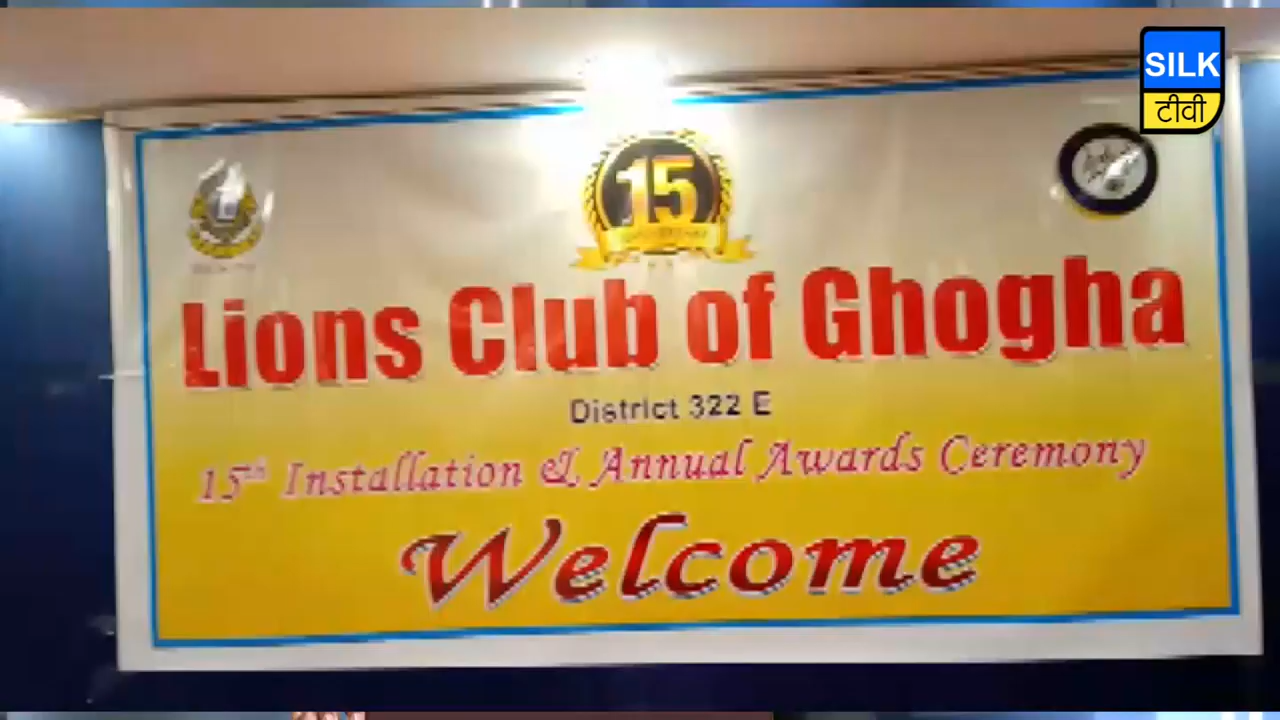 SILK
टीवी
15
Lions Club of Ghogha
District 322 E
15th Installation & Annual Awards Ceremony
Welcome